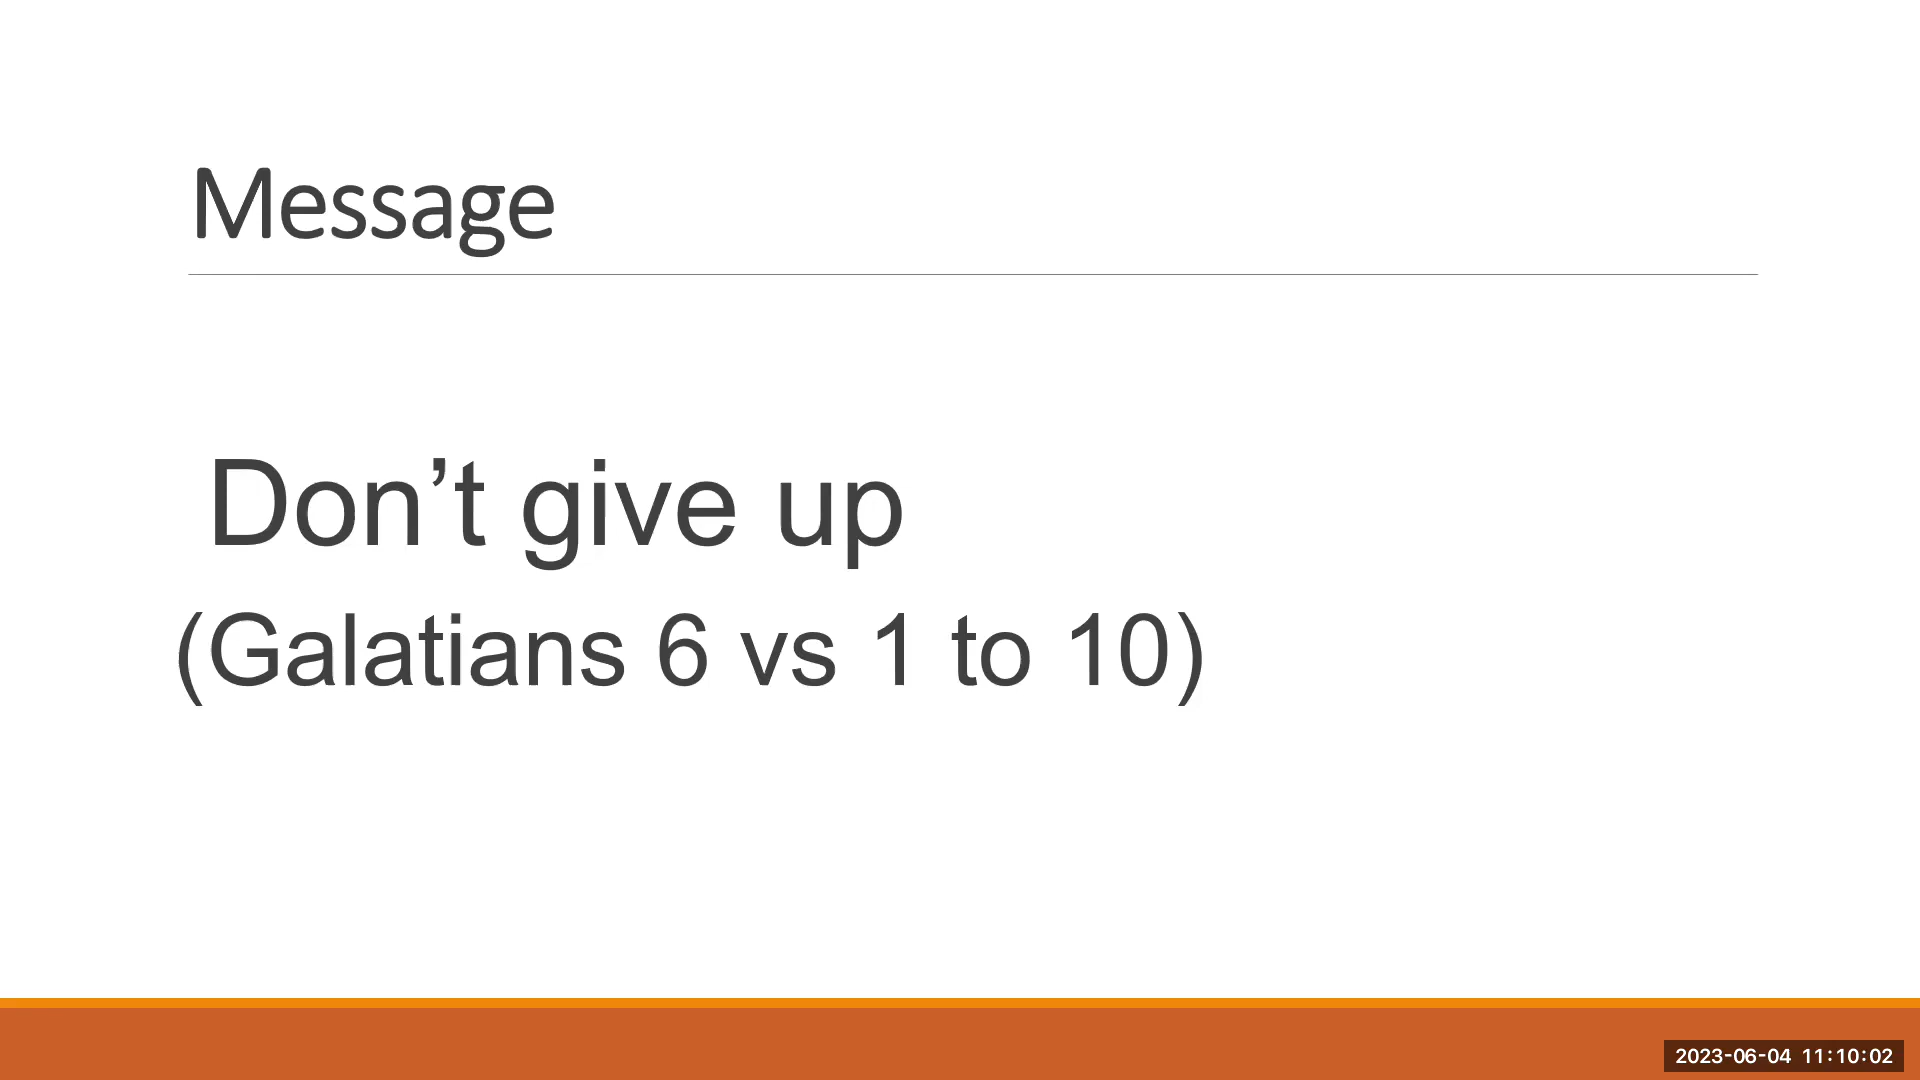 Message
Don’t give up
(Galatians 6 vs 1 to 10)
2023-06-04 11:10:02